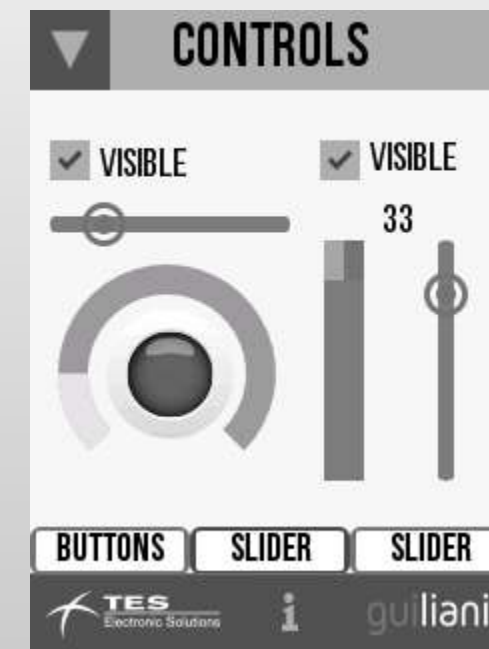 CONTROLS
VISIBLE
VISIBLE
33
BUTTONS
SLIDER
SLIDER
TES
Electronic Solutions
i
guiliani